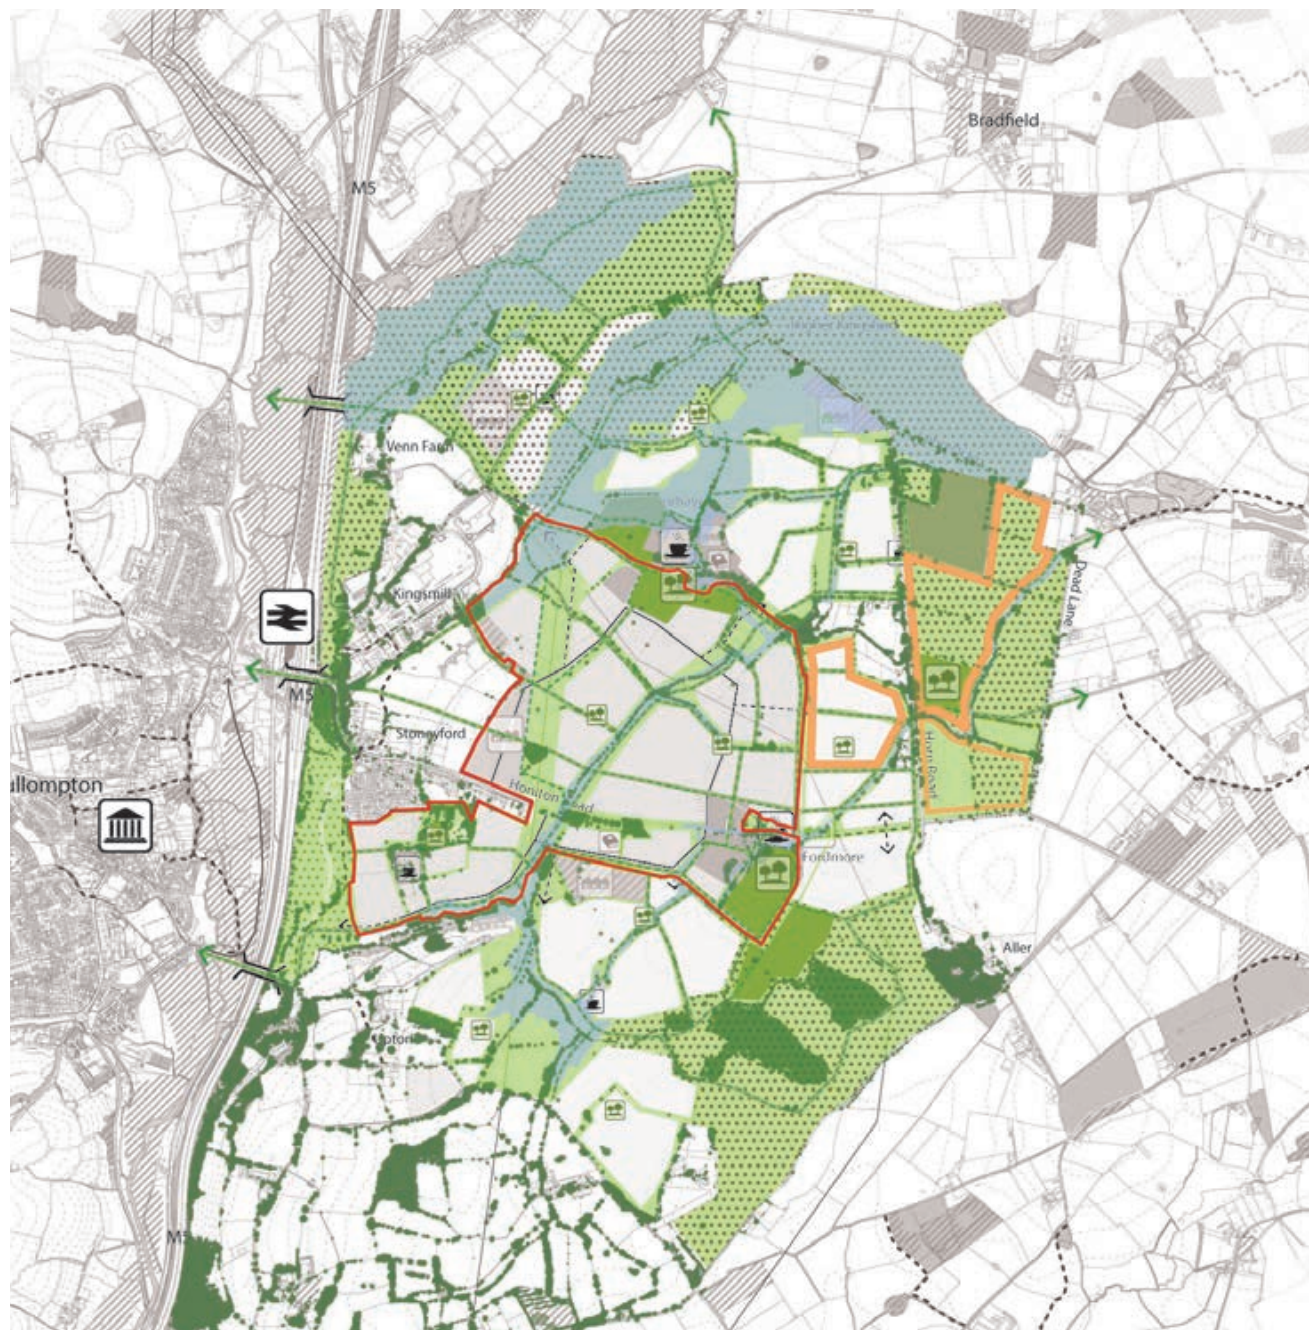 Bradfield
M5
Venn Farm
Kingsmill
Dead Lane
M5
Stoneyford
Horn Road
ullompton
Honiton Road
Fordmore
Aller
Upton
M5